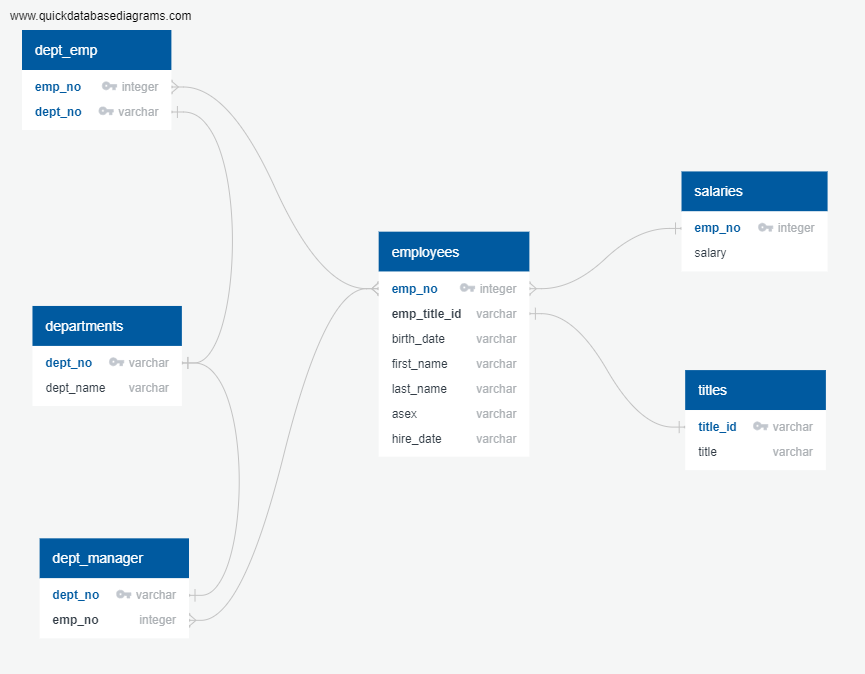 www.quickdatabasediagrams.com
dept_emp
emp_no integer
dept_no varchar
departments
dept_no varchar
dept_name varchar
dept_manager
dept_no varchar
emp_no integer
employees
emp_no integer
emp_title_id varchar
birth_date varchar
first_name varchar
last_name varchar
asex varchar
hire_date varchar
salaries
emp_no integer
salary
titles
title_id varchar
title varchar